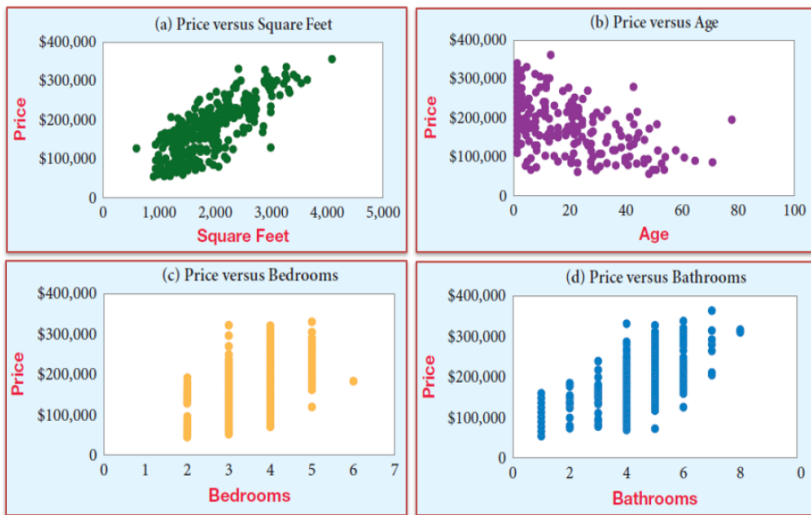 (a) Price versus Square Feet
$400,000
$300,000
$200,000
$100,000
0
Price
0 1,000 2,000 3,000 4,000 5,000
Square Feet
(b) Price versus Age
$400,000
$300,000
$200,000
$100,000
0
Price
0 20 40 60 80 100
Age
(c) Price versus Bedrooms
$400,000
$300,000
$200,000
$100,000
0
Price
0 1 2 3 4 5 6 7
Bedrooms
(d) Price versus Bathrooms
$400,000
$300,000
$200,000
$100,000
0
Price
0 2 4 6 8 0
Bathrooms